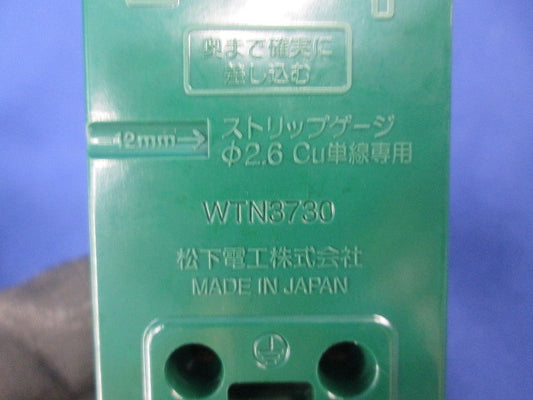 奥まで確実に
差し込む
12mm ストリップゲージ
φ2.6 Cu単線専用
WTN3730
松下電工株式会社
MADE IN JAPAN